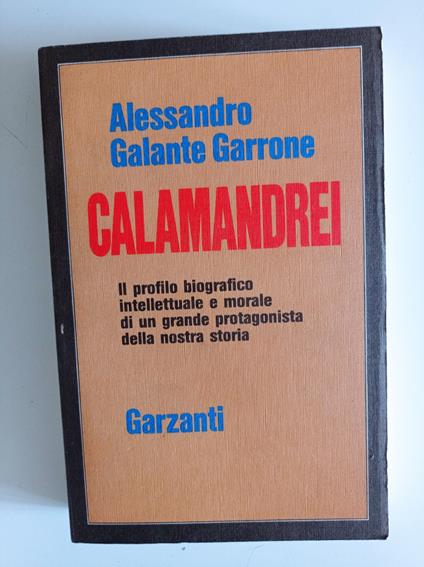 Alessandro
Galante Garrone
CALAMANDREI
Il profilo biografico
intellettuale e morale
di un grande protagonista
della nostra storia
Garzanti